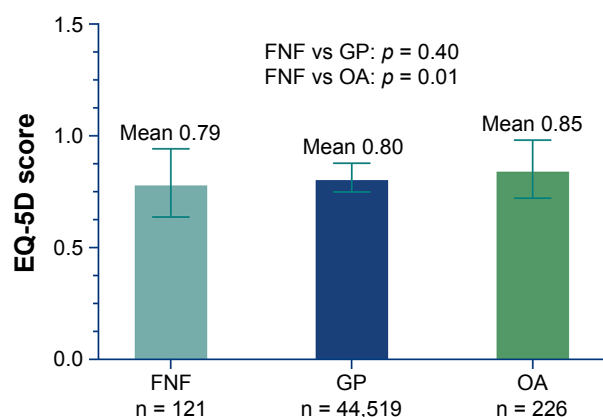 1.5
FNF vs GP: p = 0.40
FNF vs OA: p = 0.01
Mean 0.79
Mean 0.80
Mean 0.85
1.0
EQ-5D score
0.5
0.0
FNF
GP
OA
n = 121
n = 44,519
n = 226